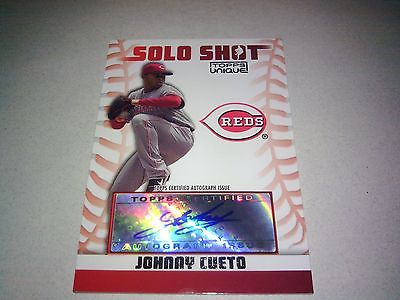 SOLO SHOT
TOPPS
UNIQUE
REDS
®
TOPPS CERTIFIED AUTOGRAPH ISSUE
TOPPS CERTIFIED
AUTOGRAPH ISSUE
JOHNNY CUETO